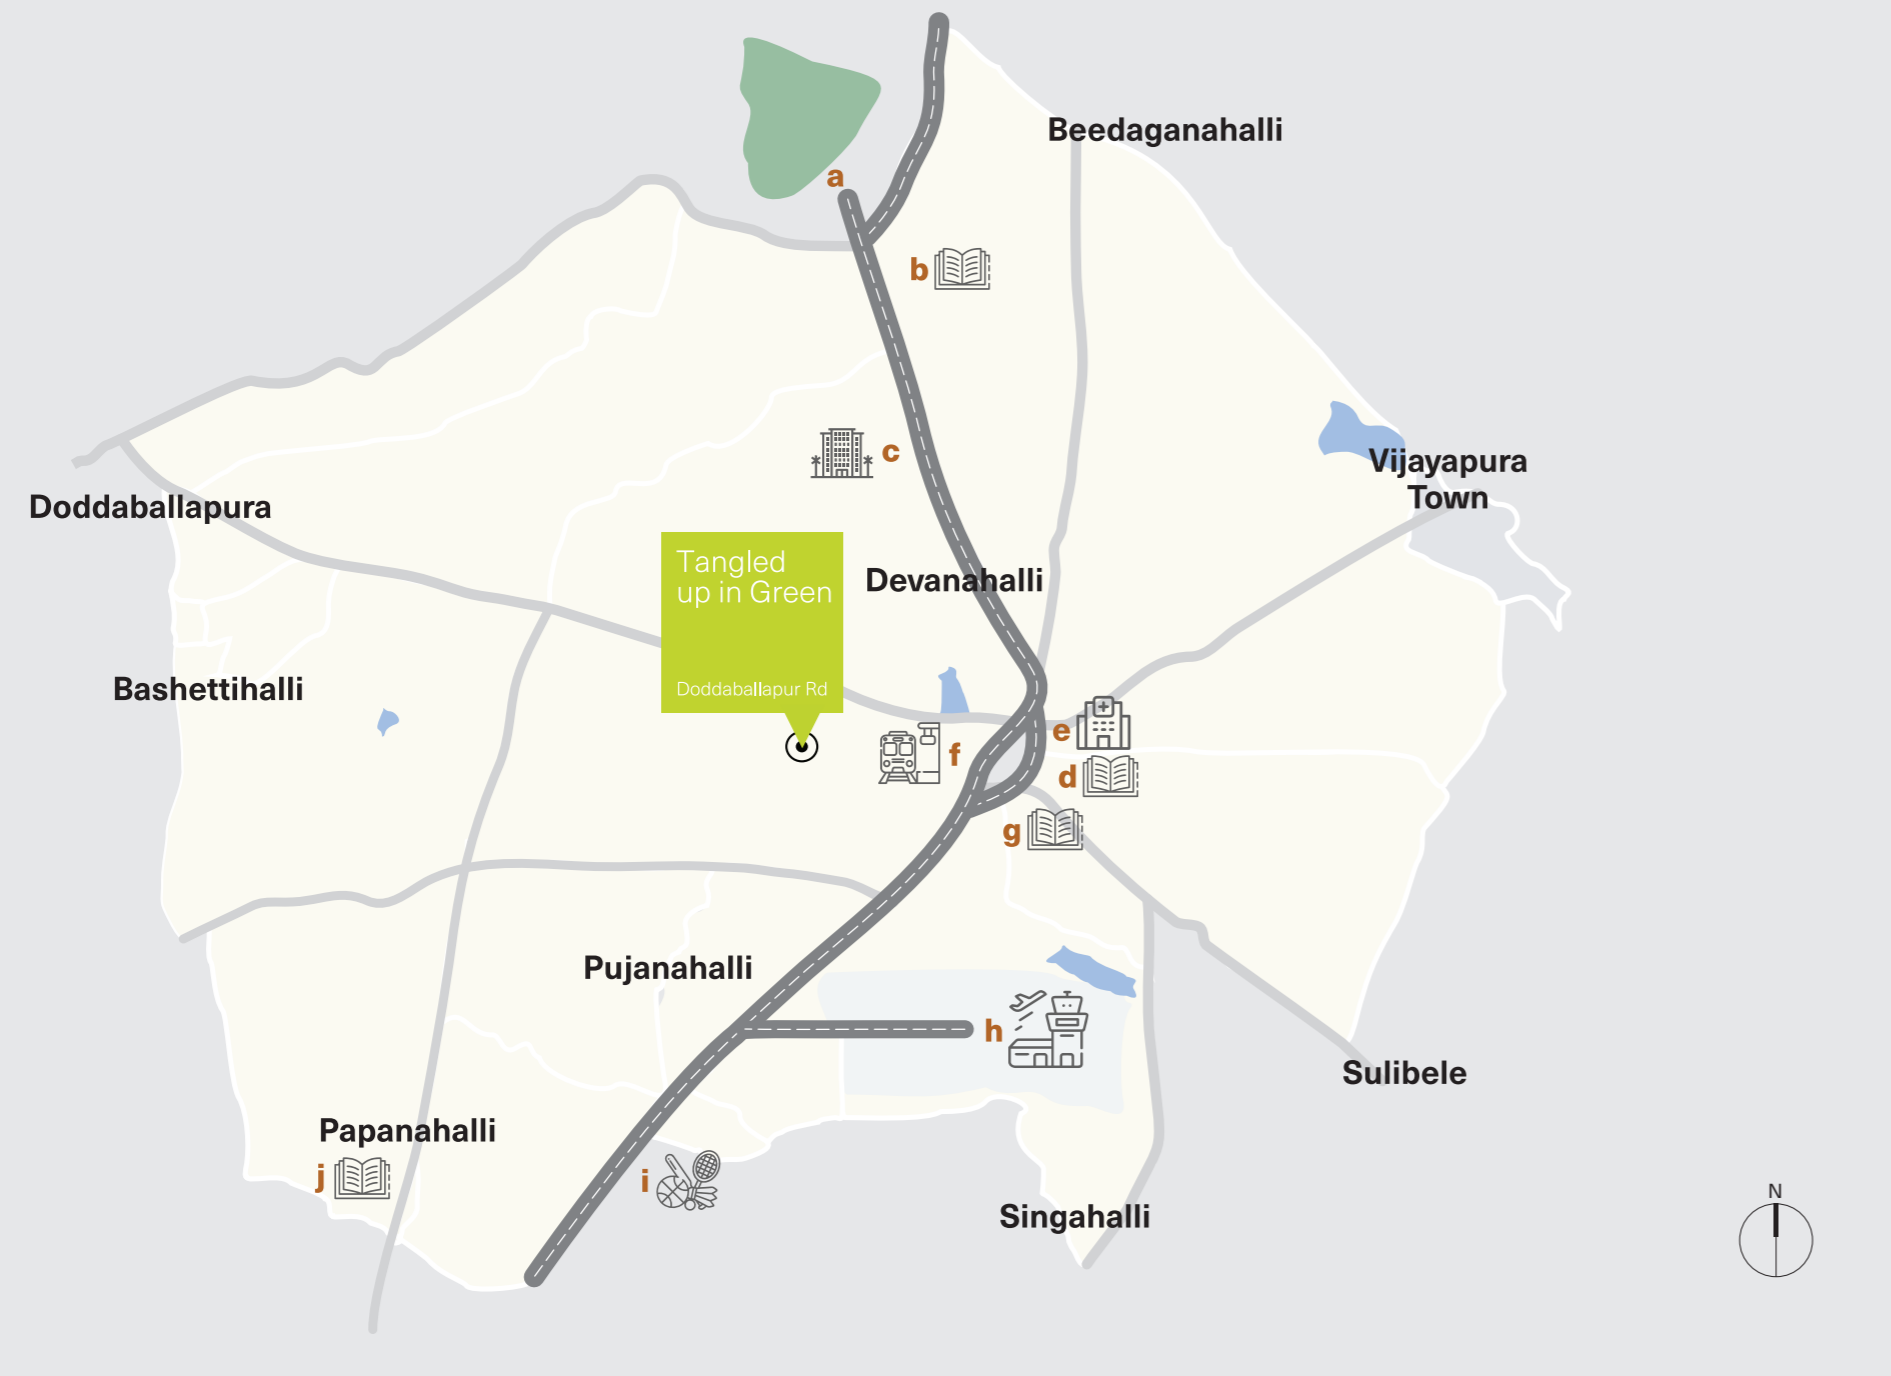 Beedaganahalli
a
b
c
Vijayapura
Town
Doddaballapura
Tangled
up in Green
Doddaballapur Rd
Devanahalli
Bashettihalli
e
f
d
g
Pujanahalli
h
Sulibele
Papanahalli
j
i
Singahalli
N